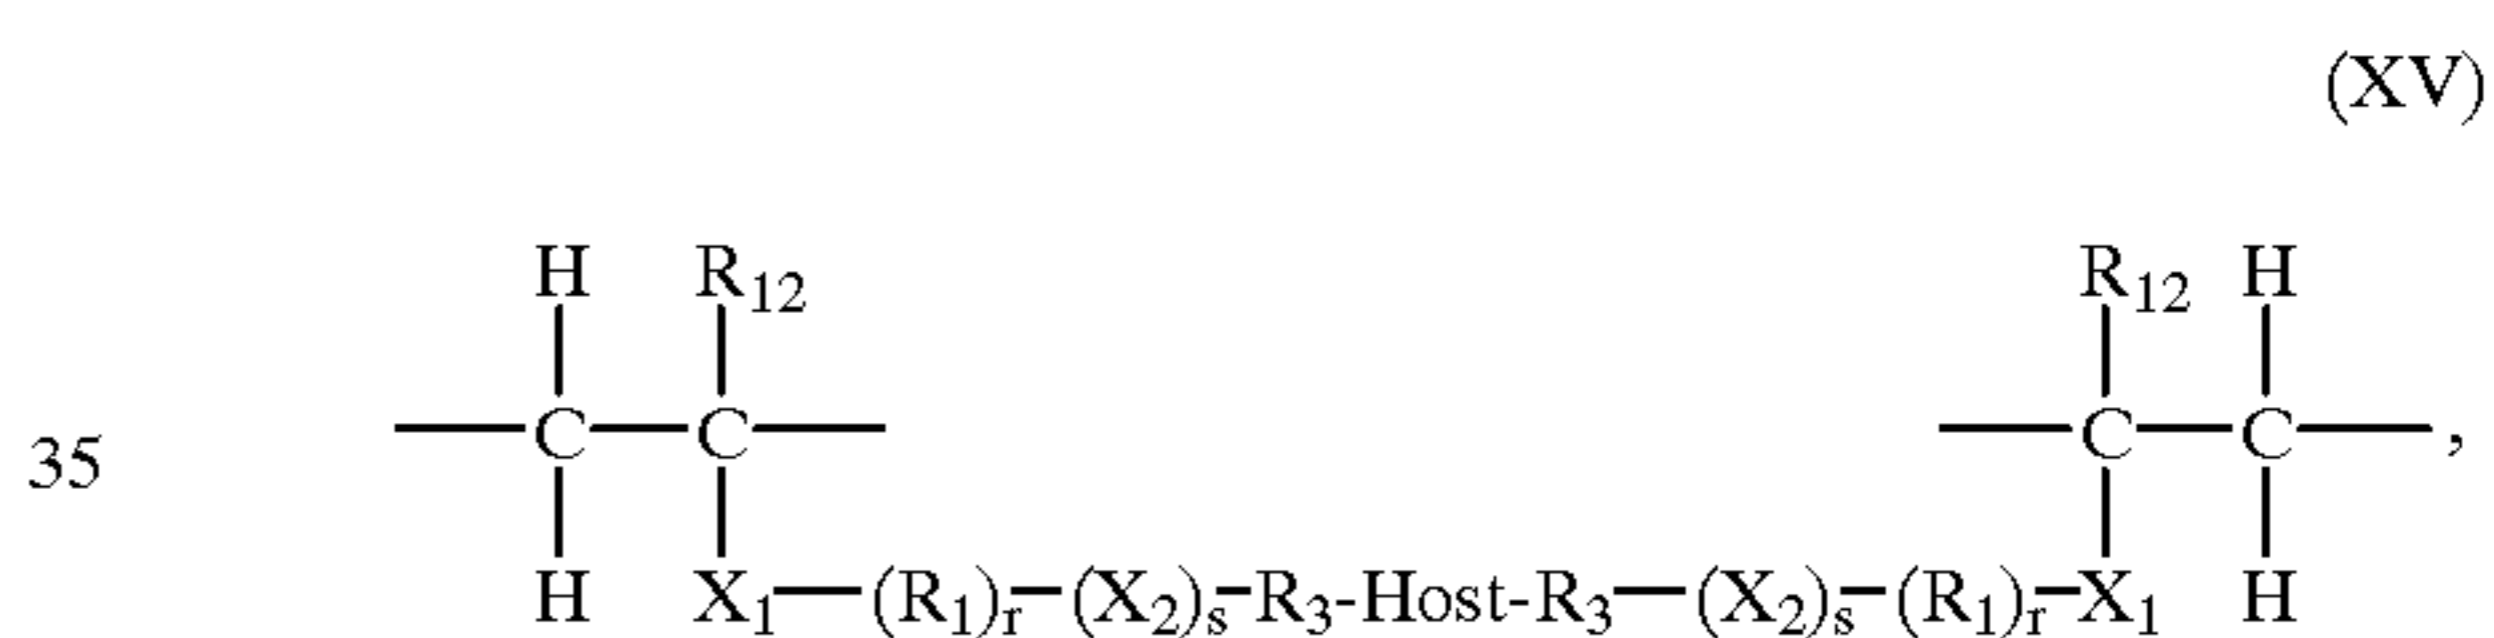 (XV)
H R12 R12 H
35 C C C C ,
H X1 (R1)r (X2)s R3-Host-R3 (X2)s (R1)r X1 H